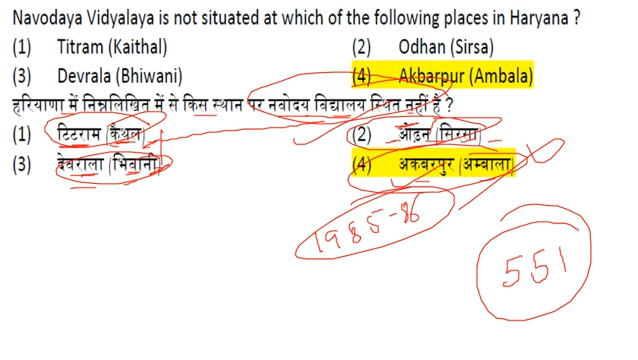 Navodaya Vidyalaya is not situated at which of the following places in Haryana ?
(1) Titram (Kaithal) (2) Odhan (Sirsa)
(3) Devrala (Bhiwani) (4) Akbarpur (Ambala)
हरियाणा में निम्नलिखित में से किस स्थान पर नवोदय विद्यालय स्थित नहीं है ?
(1) टिटराम (कैथल) (2) ओढ़न (सिरसा)
(3) देवराला (भिवानी) (4) अकबरपुर (अम्बाला)
1985-86
551